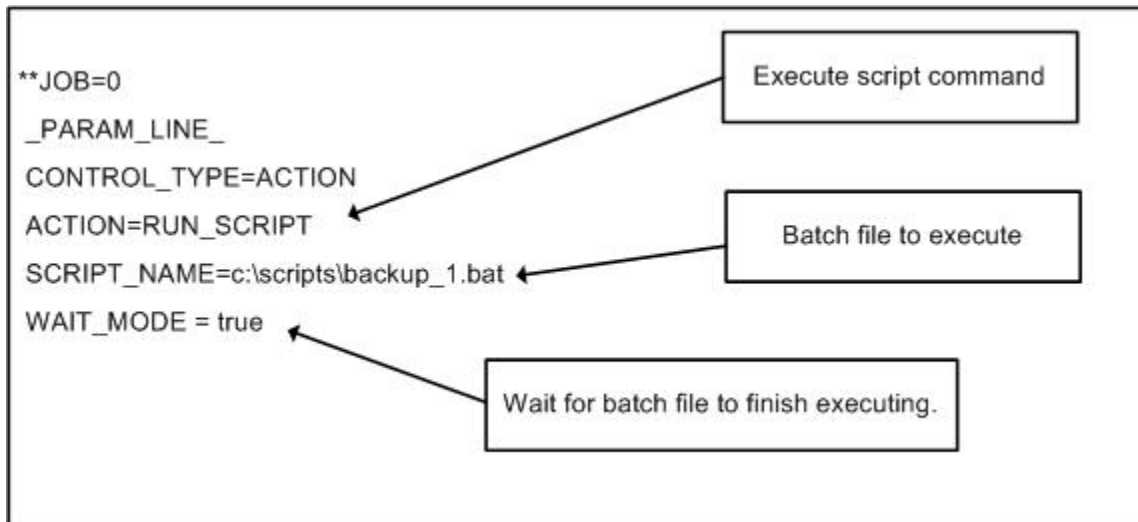 **JOB=0
_PARAM_LINE_
CONTROL_TYPE=ACTION
ACTION=RUN_SCRIPT
SCRIPT_NAME=c:\scripts\backup_1.bat
WAIT_MODE = true
Execute script command
Batch file to execute
Wait for batch file to finish executing.